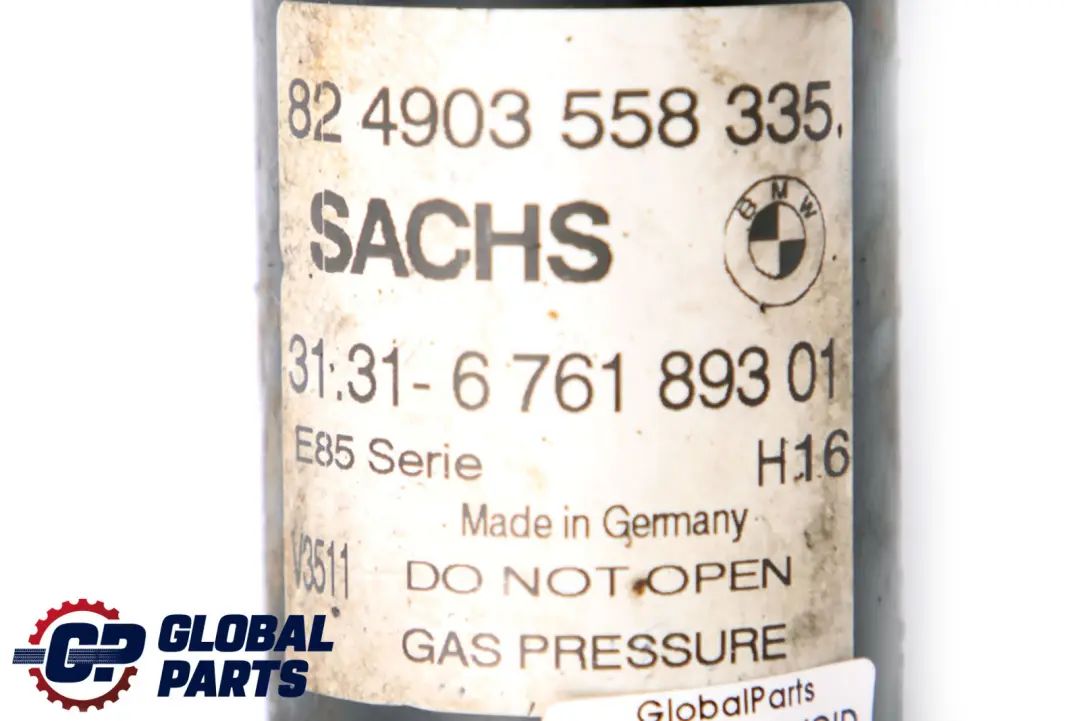 82 4903 558 335.
SACHS
BMW
31.31- 6 761 893 01
E85 Serie H16
Made in Germany
V3511
DO NOT OPEN
GAS PRESSURE
GP GLOBAL PARTS
GlobalParts